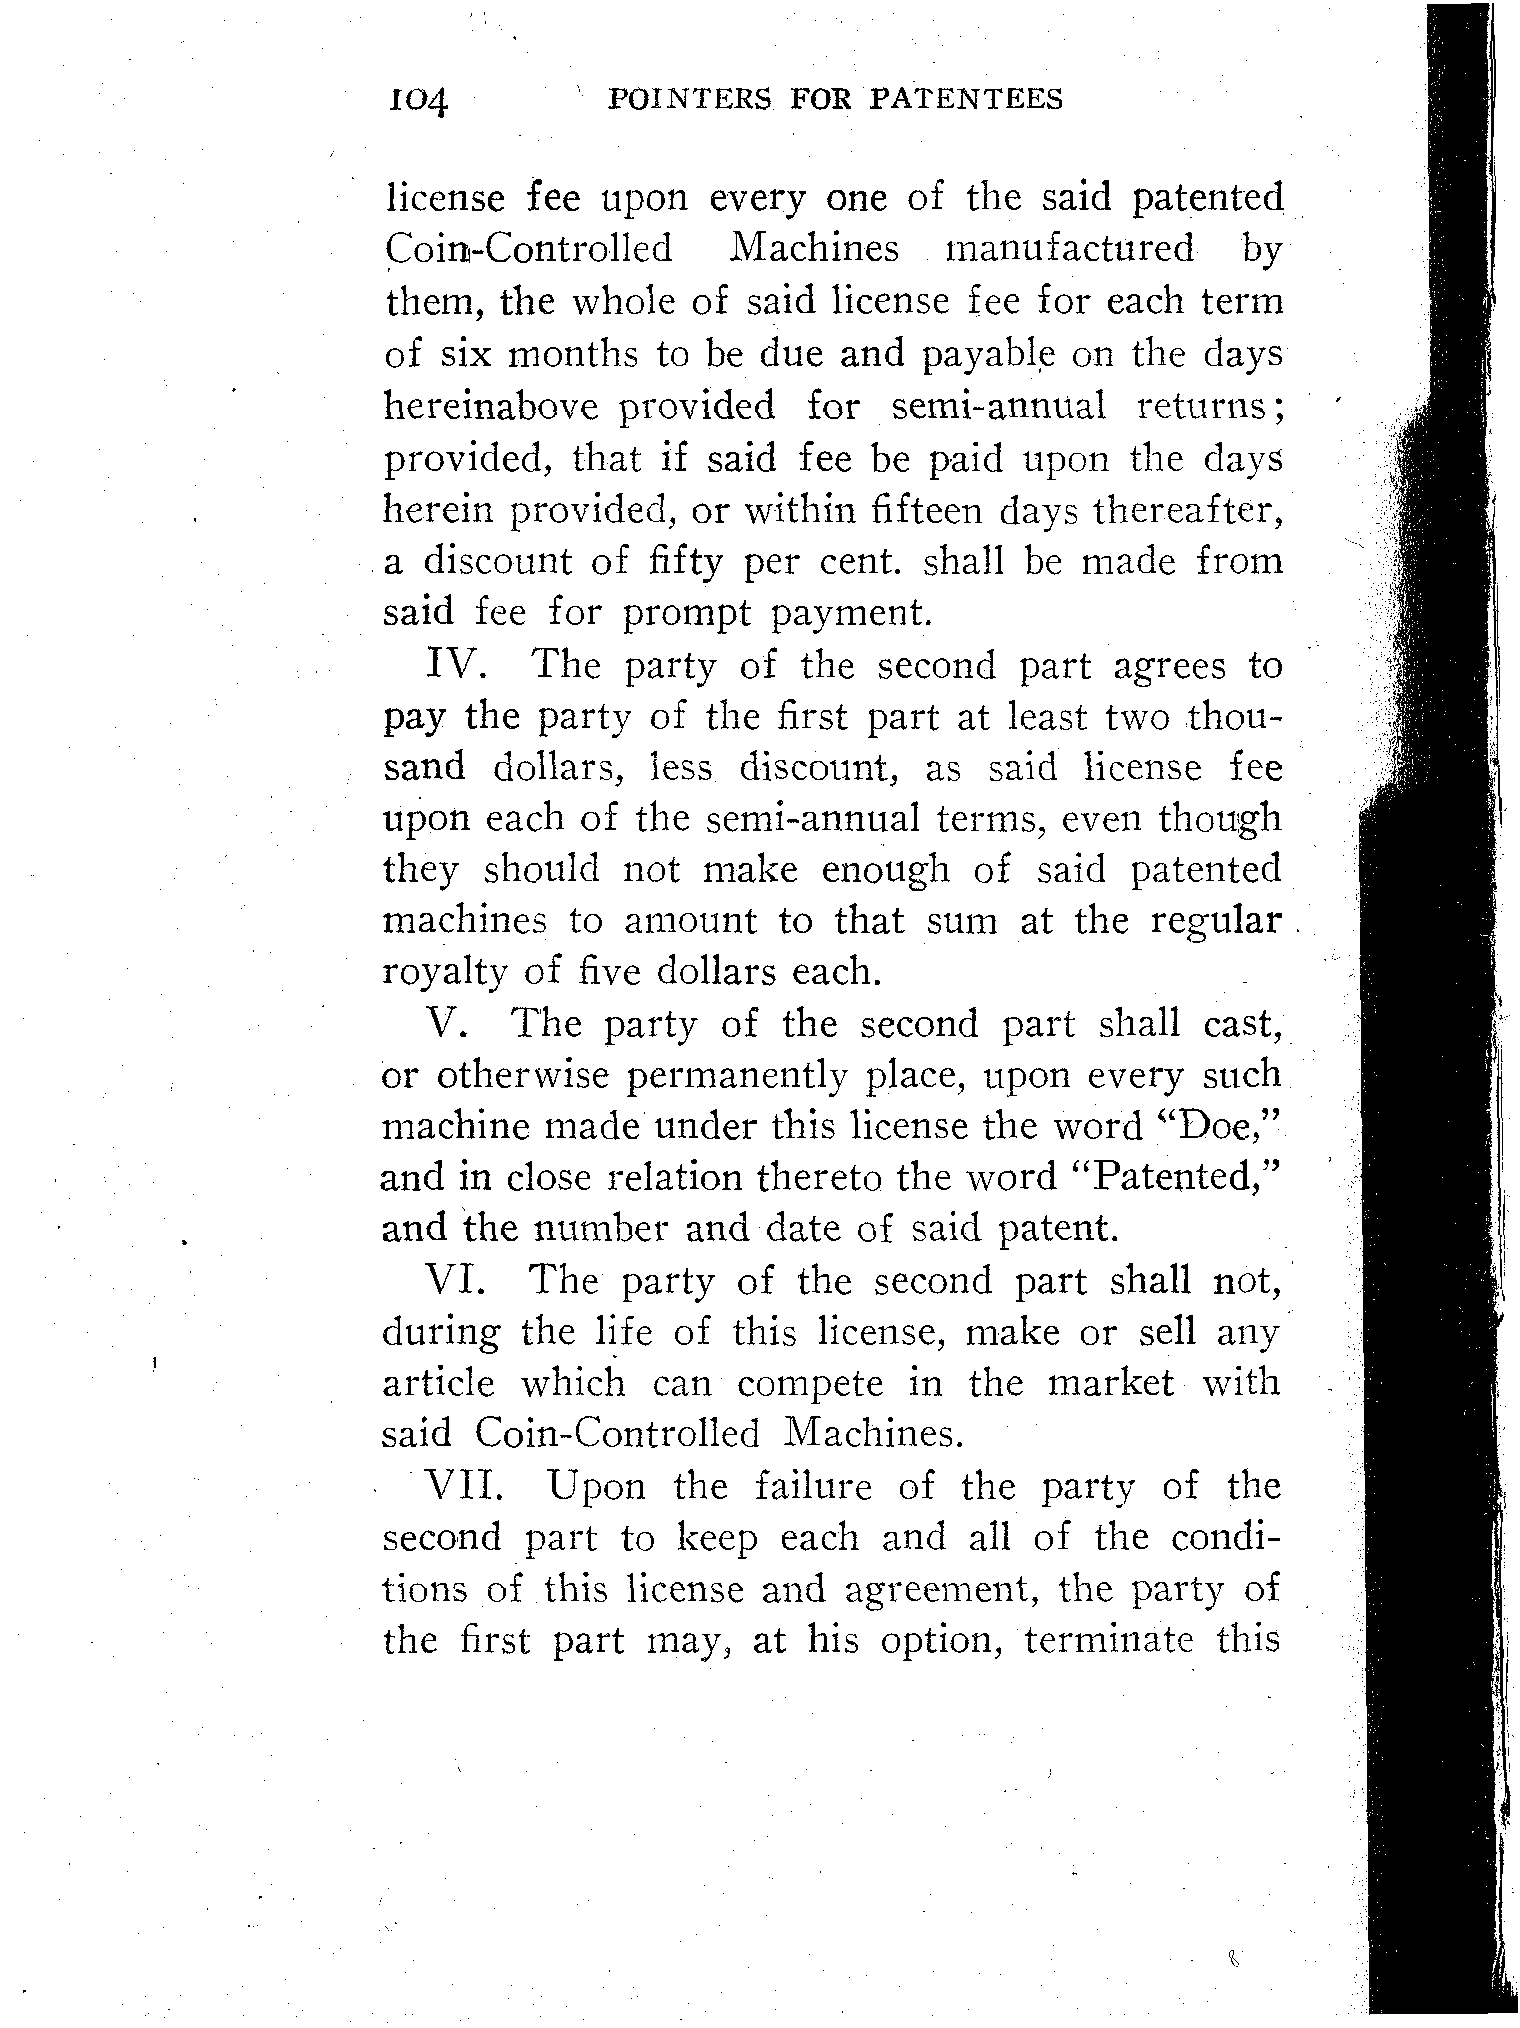 104 POINTERS FOR PATENTEES
license fee upon every one of the said patented
Coin-Controlled Machines manufactured by
them, the whole of said license fee for each term
of six months to be due and payable on the days
hereinabove provided for semi-annual returns;
provided, that if said fee be paid upon the days
herein provided, or within fifteen days thereafter,
a discount of fifty per cent. shall be made from
said fee for prompt payment.
IV. The party of the second part agrees to
pay the party of the first part at least two thou-
sand dollars, less discount, as said license fee
upon each of the semi-annual terms, even though
they should not make enough of said patented
machines to amount to that sum at the regular
royalty of five dollars each.
V. The party of the second part shall cast,
or otherwise permanently place, upon every such
machine made under this license the word “Doe,”
and in close relation thereto the word “Patented,”
and the number and date of said patent.
VI. The party of the second part shall not,
during the life of this license, make or sell any
article which can compete in the market with
said Coin-Controlled Machines.
VII. Upon the failure of the party of the
second part to keep each and all of the condi-
tions of this license and agreement, the party of
the first part may, at his option, terminate this